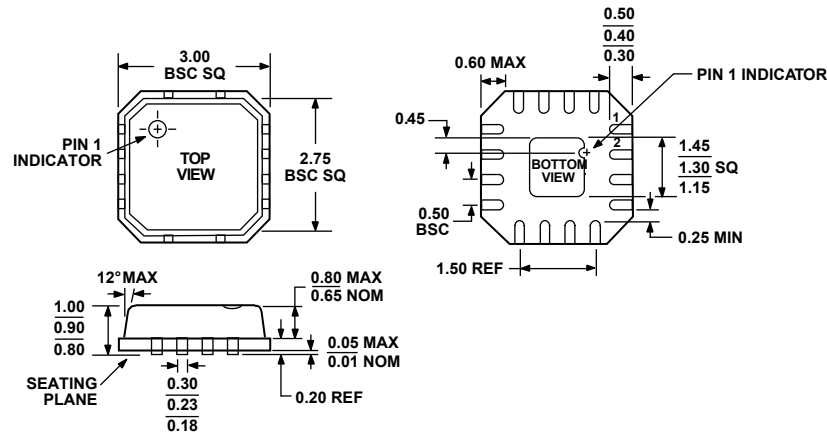 3.00
BSC SQ
PIN 1
INDICATOR
TOP
VIEW
2.75
BSC SQ
0.50
0.40
0.30
0.60 MAX
PIN 1 INDICATOR
0.45
1
2
BOTTOM
VIEW
1.45
1.30 SQ
1.15
0.50
BSC
0.25 MIN
1.50 REF
12° MAX
0.80 MAX
0.65 NOM
1.00
0.90
0.80
0.05 MAX
0.01 NOM
SEATING
PLANE
0.30
0.23
0.18
0.20 REF